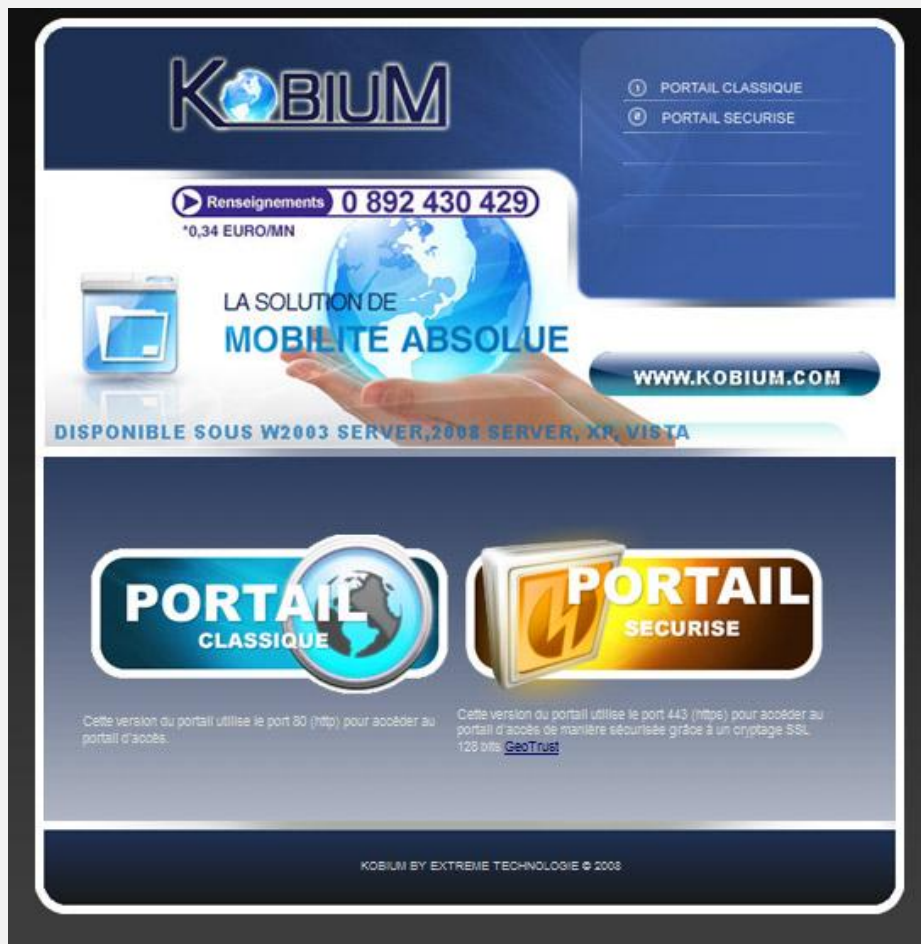 KOBIUM
1 PORTAIL CLASSIQUE
2 PORTAIL SECURISE
Renseignements 0 892 430 429
*0,34 EURO/MN
LA SOLUTION DE
MOBILITÉ ABSOLUE
WWW.KOBIUM.COM
DISPONIBLE SOUS W2003 SERVER,2008 SERVER, XP, VISTA
PORTAIL
CLASSIQUE
PORTAIL
SECURISE
Cette version du portail utilise le port 80 (http) pour accéder au
portail d'accès.
Cette version du portail utilise le port 443 (https) pour accéder au
portail d'accès de manière sécurisée grâce à un cryptage SSL
128 bits GeoTrust
KOBIUM BY EXTREME TECHNOLOGIE © 2008